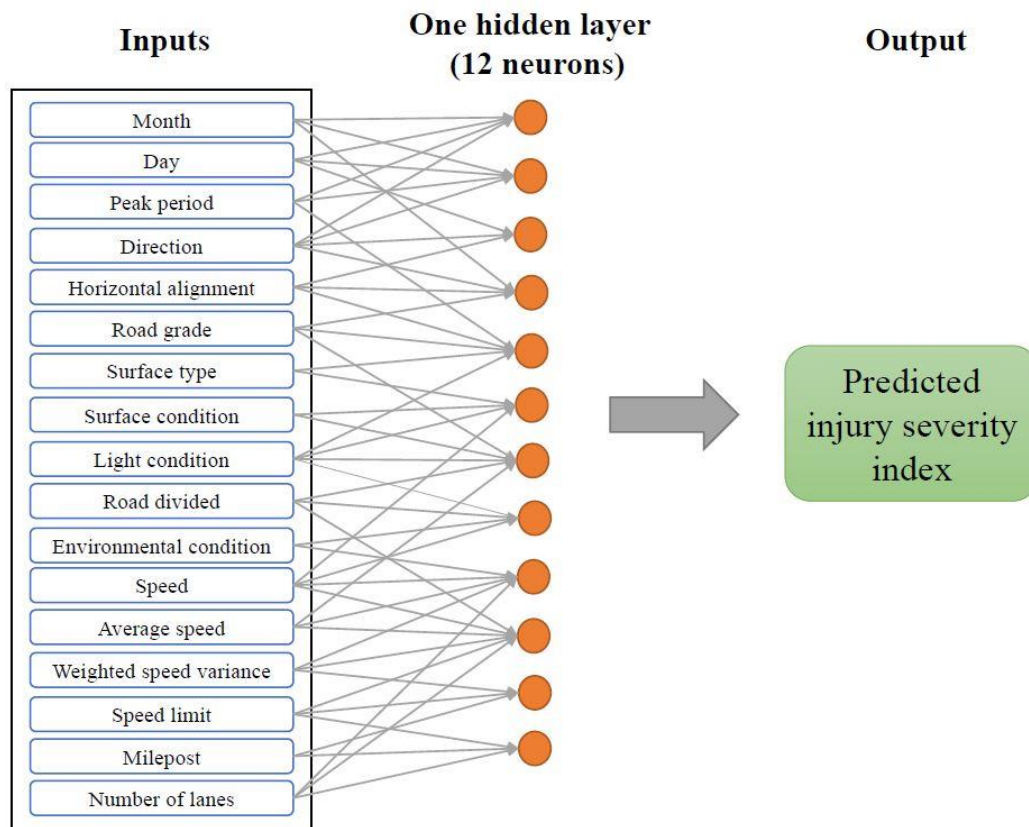 Inputs
One hidden layer
(12 neurons)
Output
Month
Day
Peak period
Direction
Horizontal alignment
Road grade
Surface type
Surface condition
Light condition
Road divided
Environmental condition
Speed
Average speed
Weighted speed variance
Speed limit
Milepost
Number of lanes
Predicted
injury severity
index